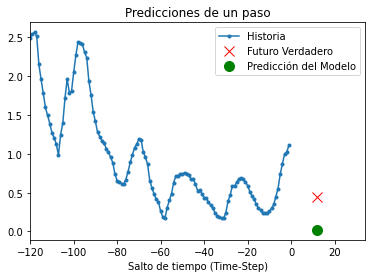 Predicciones de un paso
Historia
Futuro Verdadero
Predicción del Modelo
2.5
2.0
1.5
1.0
0.5
0.0
−120 −100 −80 −60 −40 −20 0 20
Salto de tiempo (Time-Step)